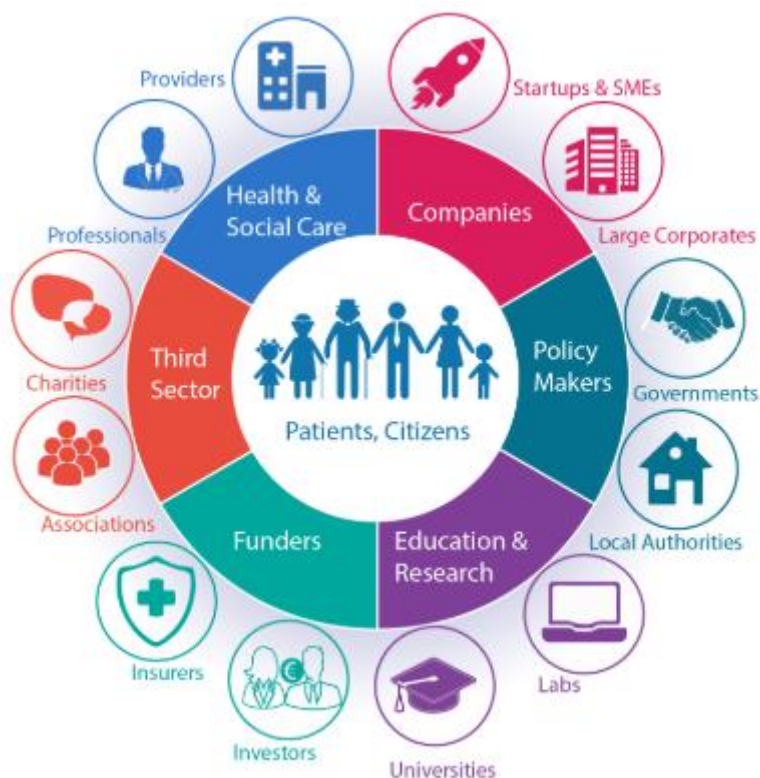 Providers
Startups & SMEs
Professionals
Health &
Social Care
Companies
Large Corporates
Charities
Third
Sector
Policy
Makers
Governments
Patients, Citizens
Associations
Funders
Education &
Research
Local Authorities
Insurers
Labs
Investors
Universities
€